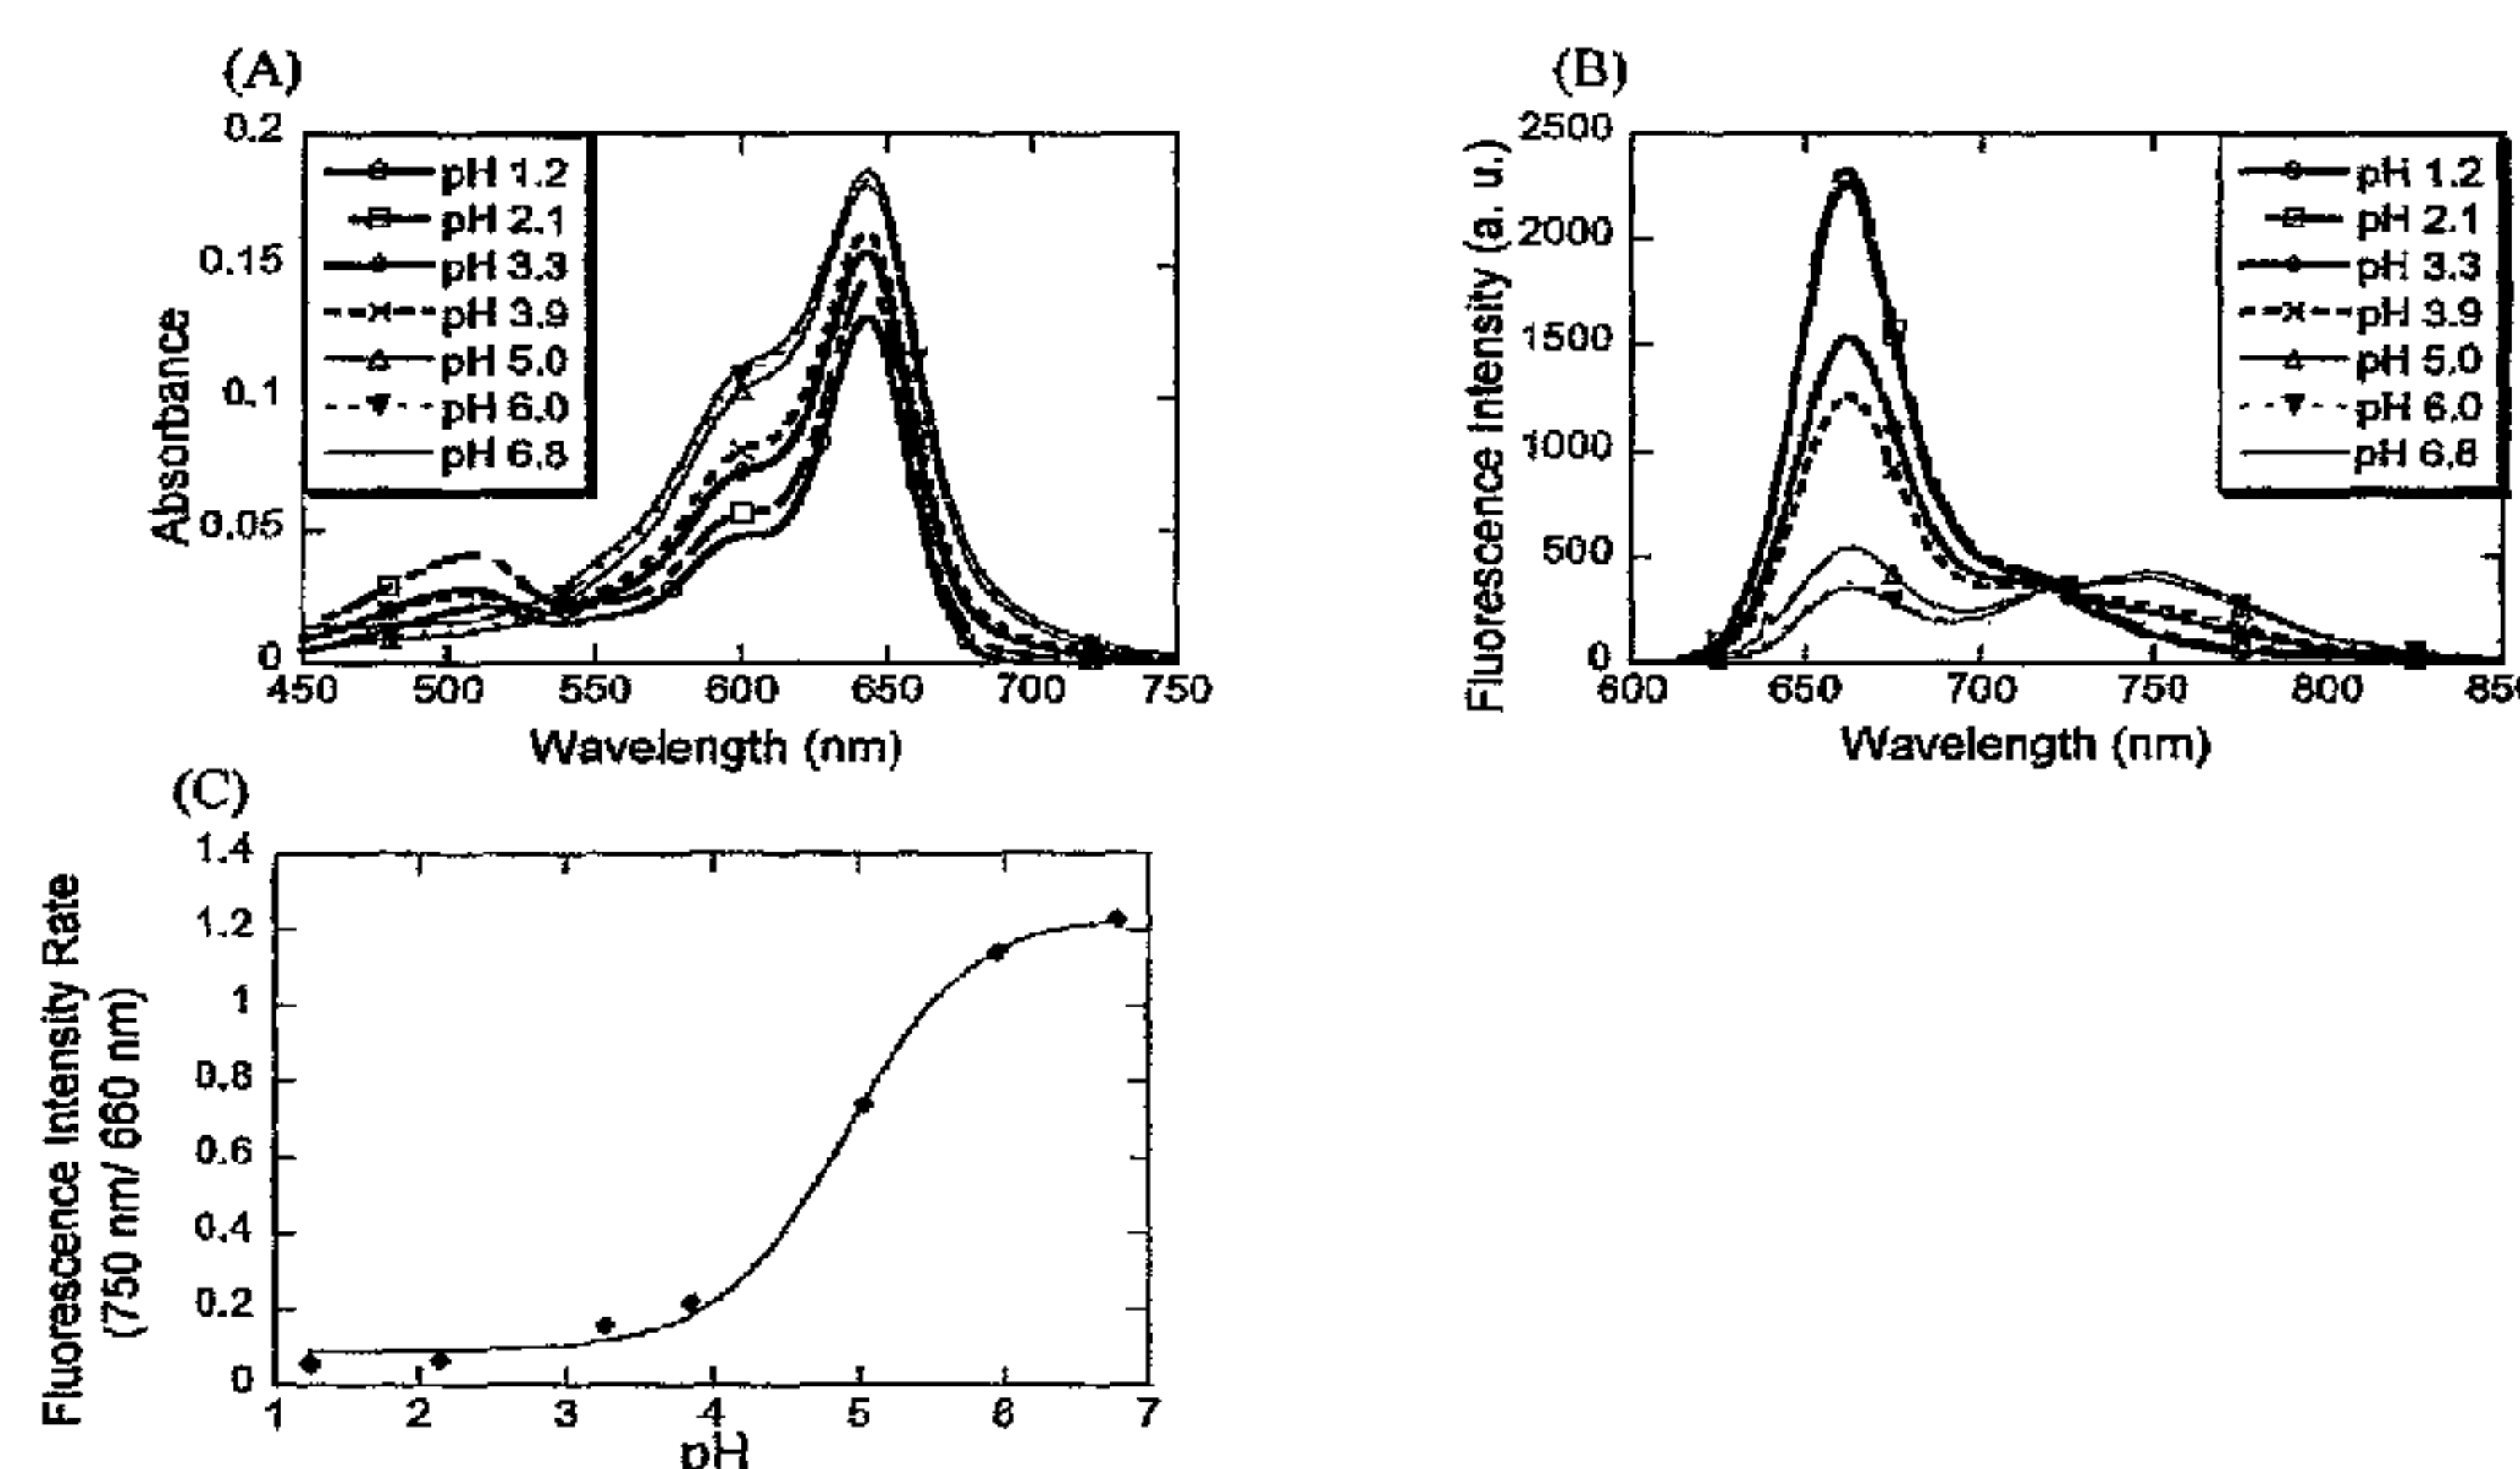 (A)
0.2
0.15
0.1
0.05
0
Absorbance
pH 1.2
pH 2.1
pH 3.3
pH 3.9
pH 5.0
pH 6.0
pH 6.8
450 500 550 600 650 700 750
Wavelength (nm)
(B)
2500
2000
1500
1000
500
0
Fluorescence Intensity (a. u.)
pH 1.2
pH 2.1
pH 3.3
pH 3.9
pH 5.0
pH 6.0
pH 6.8
600 650 700 750 800 850
Wavelength (nm)
(C)
1.4
1.2
1
0.8
0.6
0.4
0.2
0
Fluorescence Intensity Rate
(750 nm/ 660 nm)
1 2 3 4 5 6 7
pH